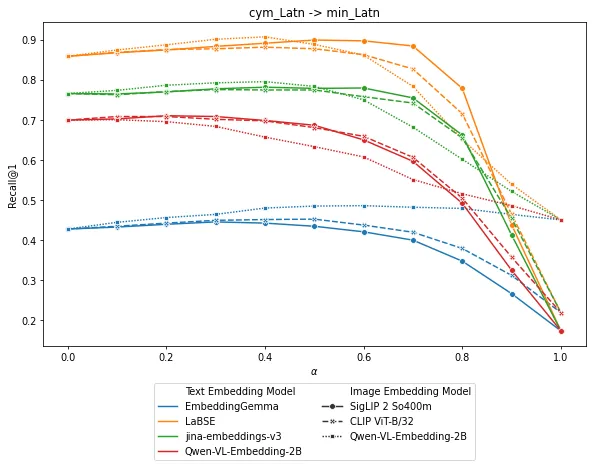 cym_Latn -> min_Latn
Recall@1
0.9
0.8
0.7
0.6
0.5
0.4
0.3
0.2
0.0 0.2 0.4 0.6 0.8 1.0
α
Text Embedding Model
EmbeddingGemma
LaBSE
jina-embeddings-v3
Qwen-VL-Embedding-2B
Image Embedding Model
SigLIP 2 So400m
CLIP ViT-B/32
Qwen-VL-Embedding-2B